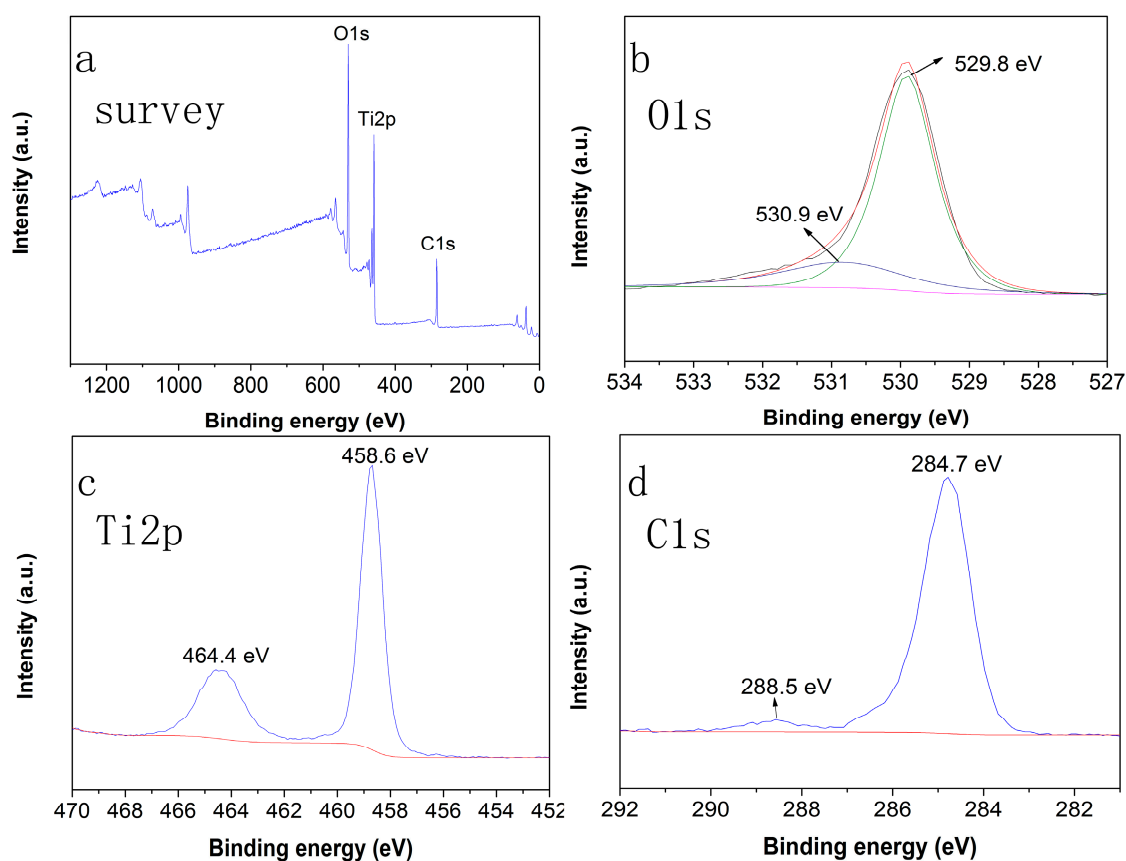 a
survey
O1s
Ti2p
C1s
Intensity (a.u.)
1200 1000 800 600 400 200 0
Binding energy (eV)
b
O1s
529.8 eV
530.9 eV
Intensity (a.u.)
534 533 532 531 530 529 528 527
Binding energy (eV)
c
Ti2p
458.6 eV
464.4 eV
Intensity (a.u.)
470 468 466 464 462 460 458 456 454 452
Binding energy (eV)
d
C1s
284.7 eV
288.5 eV
Intensity (a.u.)
292 290 288 286 284 282
Binding energy (eV)